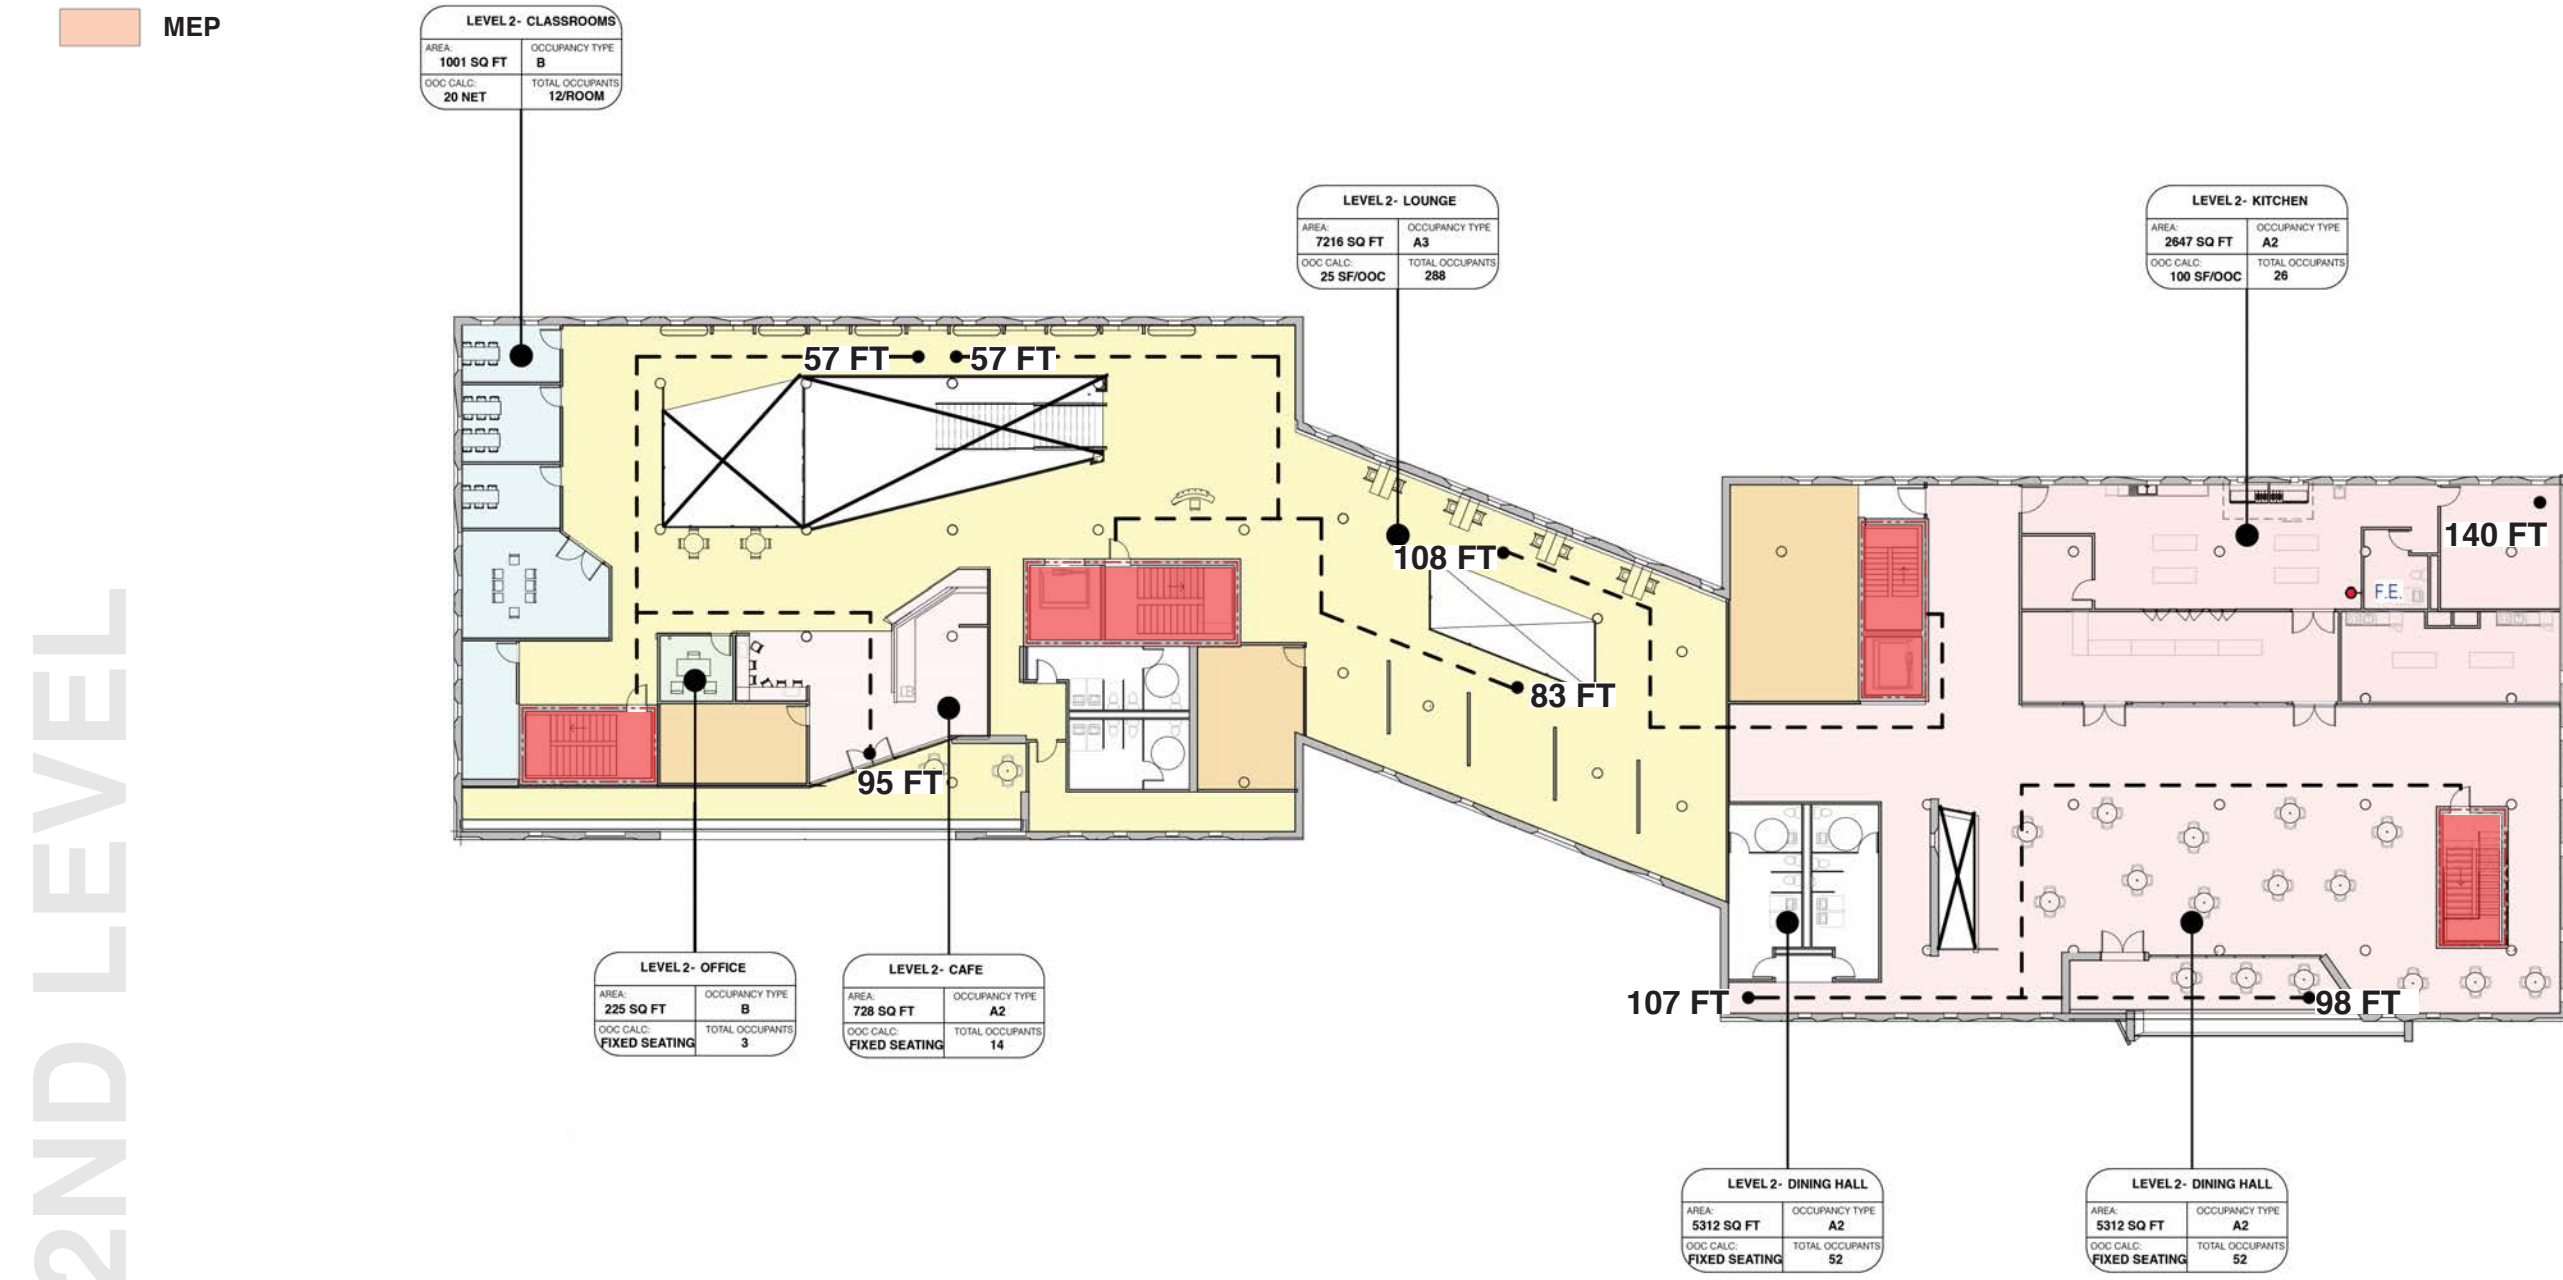 MEP
LEVEL 2- CLASSROOMS
AREA: OCCUPANCY TYPE
1001 SQ FT B
OOC CALC: TOTAL OCCUPANTS
20 NET 12/ROOM
LEVEL 2- LOUNGE
AREA: OCCUPANCY TYPE
7216 SQ FT A3
OOC CALC: TOTAL OCCUPANTS
25 SF/OOC 288
LEVEL 2- KITCHEN
AREA: OCCUPANCY TYPE
2647 SQ FT A2
OOC CALC: TOTAL OCCUPANTS
100 SF/OOC 26
57 FT 57 FT
108 FT
140 FT
F.E.
83 FT
95 FT
107 FT
98 FT
LEVEL 2- OFFICE
AREA: OCCUPANCY TYPE
225 SQ FT B
OOC CALC: TOTAL OCCUPANTS
FIXED SEATING 3
LEVEL 2- CAFE
AREA: OCCUPANCY TYPE
728 SQ FT A2
OOC CALC: TOTAL OCCUPANTS
FIXED SEATING 14
LEVEL 2- DINING HALL
AREA: OCCUPANCY TYPE
5312 SQ FT A2
OOC CALC: TOTAL OCCUPANTS
FIXED SEATING 52
LEVEL 2- DINING HALL
AREA: OCCUPANCY TYPE
5312 SQ FT A2
OOC CALC: TOTAL OCCUPANTS
FIXED SEATING 52
2ND LEVEL